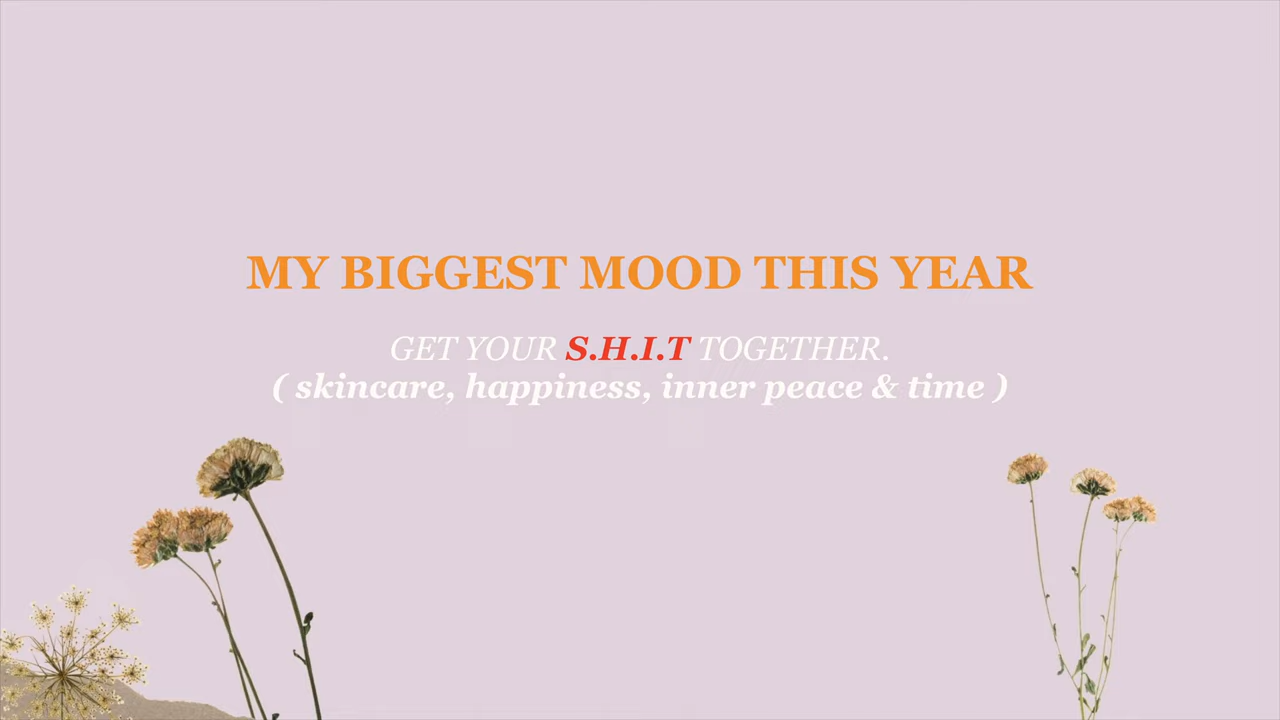 MY BIGGEST MOOD THIS YEAR
GET YOUR S.H.I.T TOGETHER.
( skincare, happiness, inner peace & time )